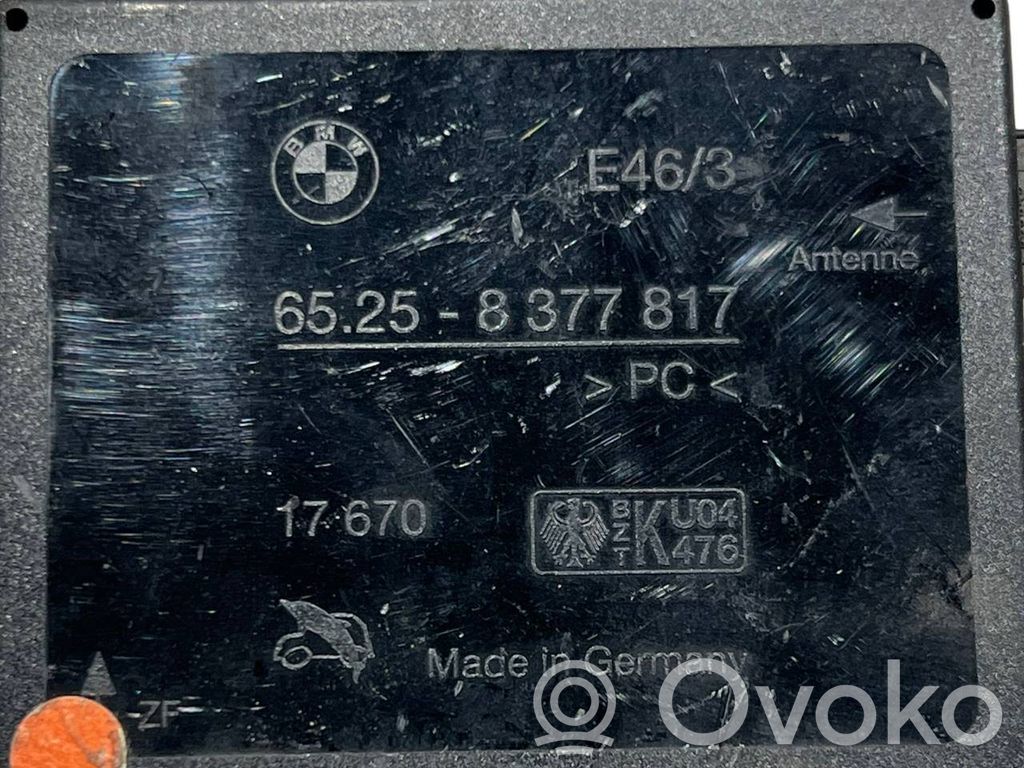 BMW
E46/3
Antenne
65.25 - 8 377 817
> PC <
17 670
BZT K U04 476
Made in Germany
ZF
© Ovoko